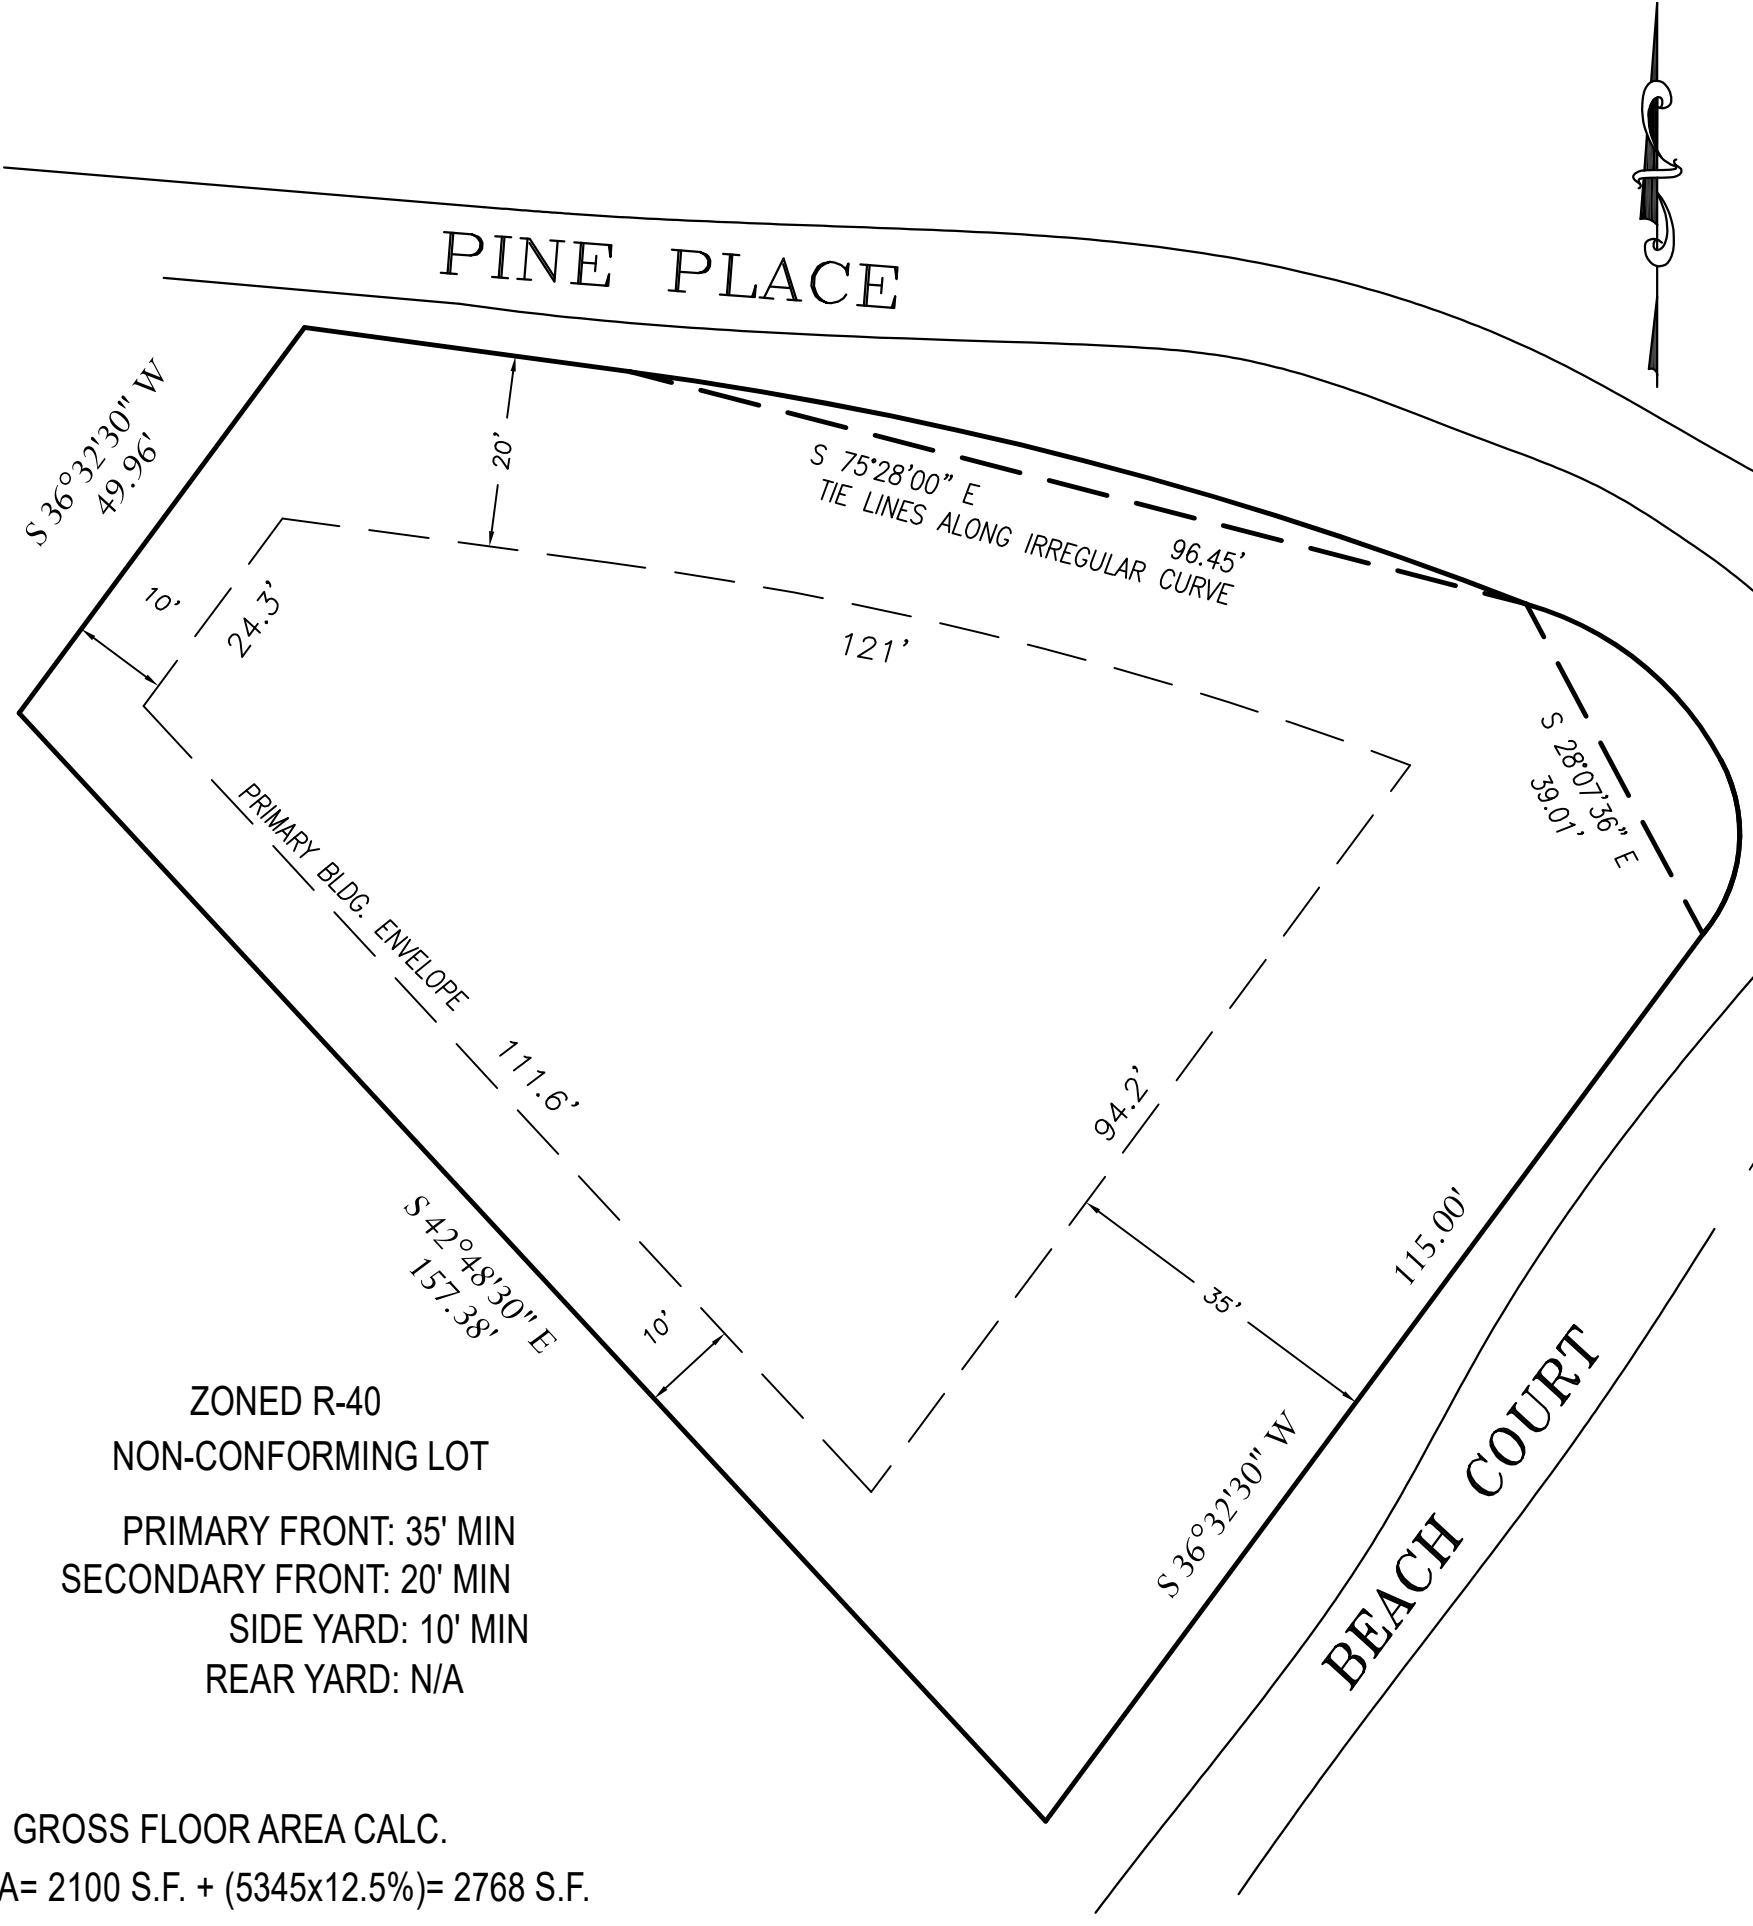 PINE PLACE
S 36°32'30" W
49.96'
20'
S 75°28'00" E
96.45'
TIE LINES ALONG IRREGULAR CURVE
10'
24.3'
121'
S 28°07'36" E
39.01'
PRIMARY BLDG. ENVELOPE
111.6'
94.2'
115.00'
35'
S 42°48'30" E
157.38'
10'
S 36°32'30" W
BEACH COURT
ZONED R-40
NON-CONFORMING LOT
PRIMARY FRONT: 35' MIN
SECONDARY FRONT: 20' MIN
SIDE YARD: 10' MIN
REAR YARD: N/A
GROSS FLOOR AREA CALC.
A= 2100 S.F. + (5345x12.5%)= 2768 S.F.